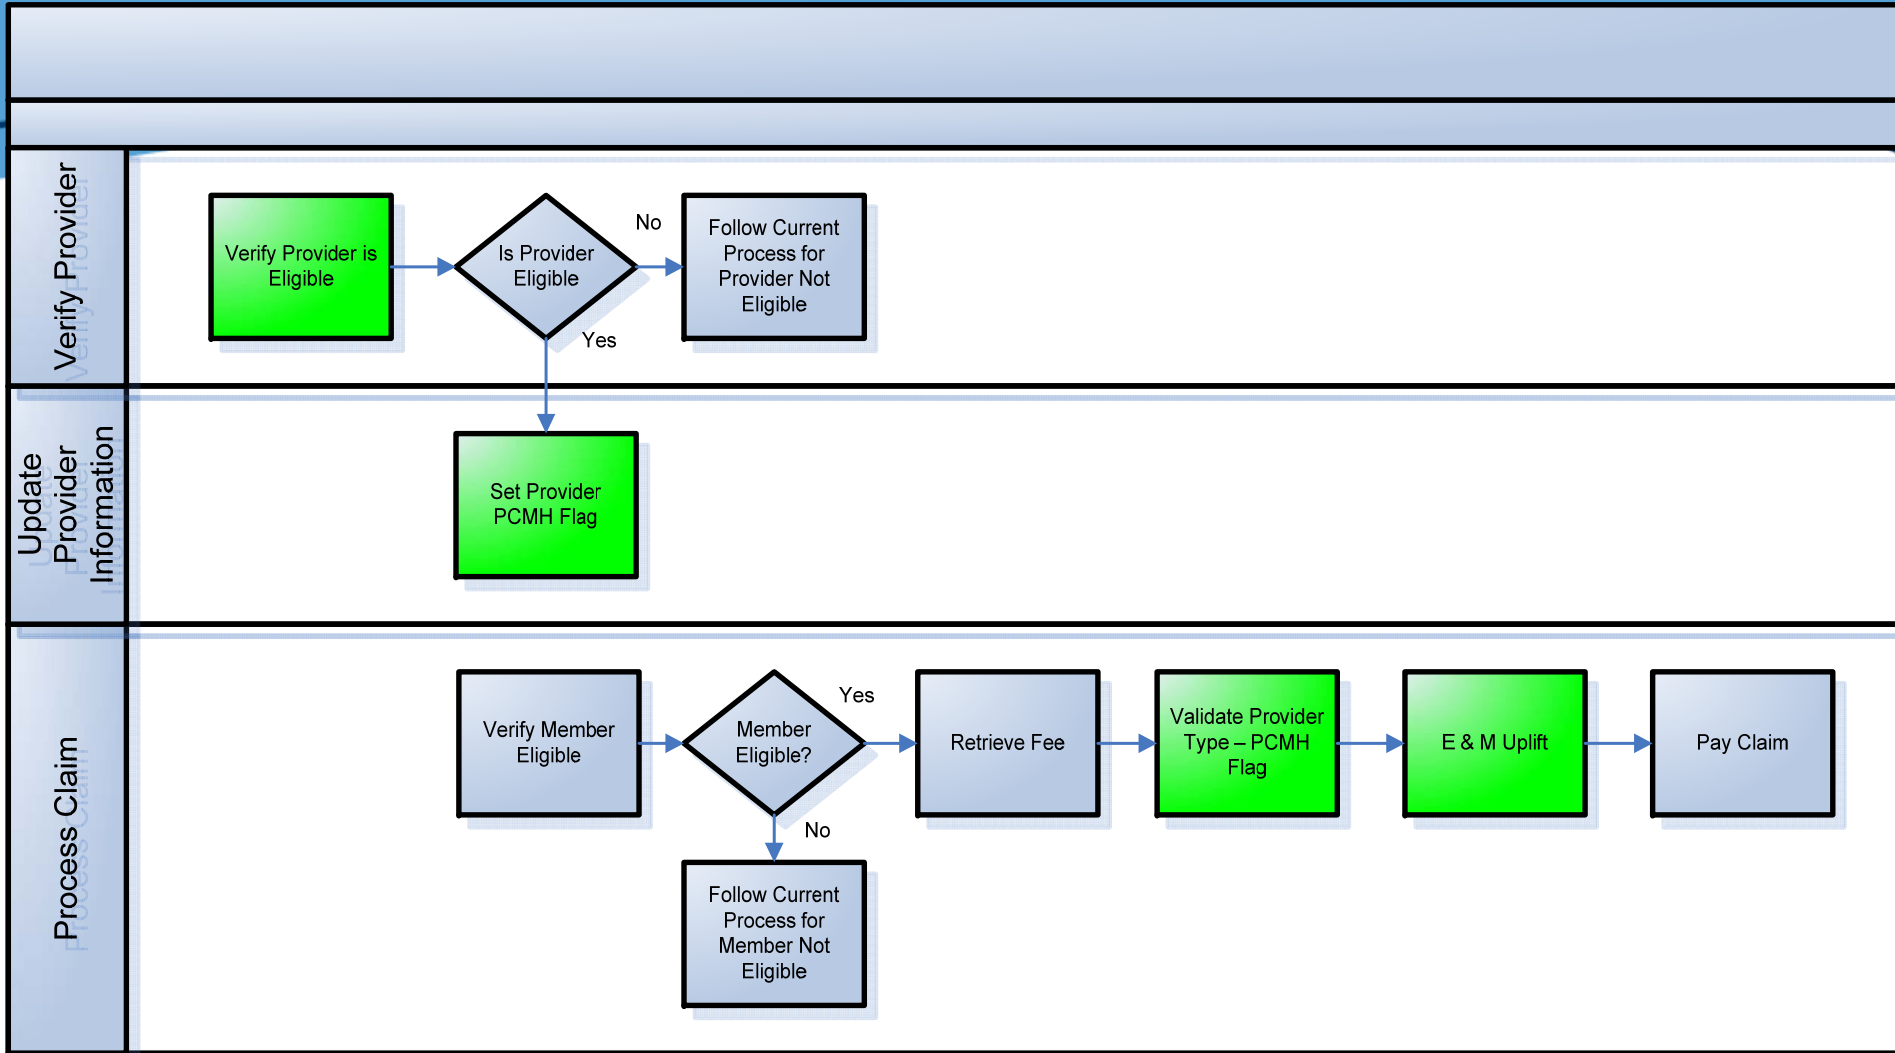 Verify Provider
Verify Provider is
Eligible
Is Provider
Eligible
No
Follow Current
Process for
Provider Not
Eligible
Yes
Update
Provider
Information
Set Provider
PCMH Flag
Process Claim
Verify Member
Eligible
Member
Eligible?
Yes
Retrieve Fee
Validate Provider
Type – PCMH
Flag
E & M Uplift
Pay Claim
No
Follow Current
Process for
Member Not
Eligible